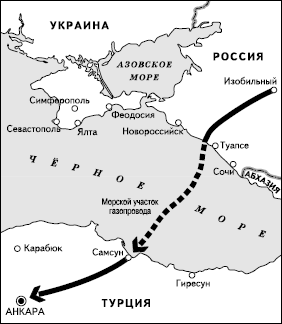 УКРАИНА
РОССИЯ
АЗОВСКОЕ
МОРЕ
Изобильный
Симферополь
Феодосия
Севастополь
Ялта
Новороссийск
Туапсе
Сочи
АБХАЗИЯ
ЧЁРНОЕ
МОРЕ
Морской участок
газопровода
Карабюк
Самсун
Гиресун
АНКАРА
ТУРЦИЯ